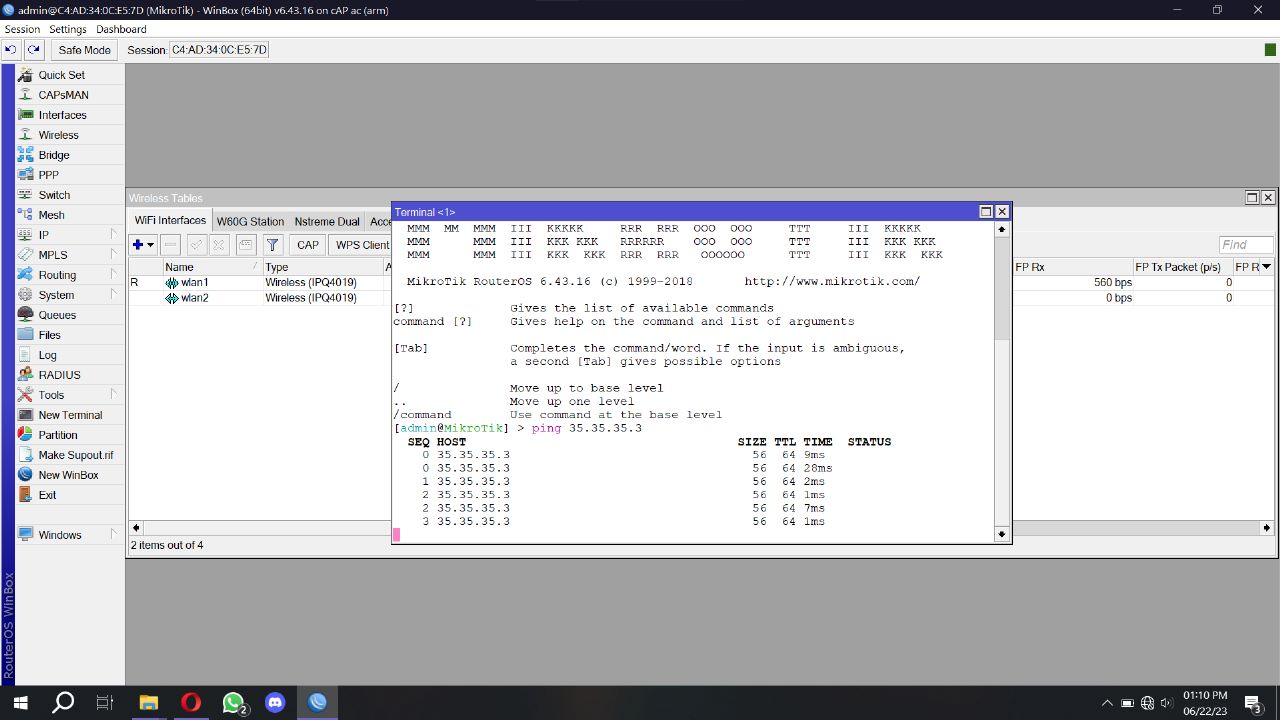 admin@C4:AD:34:0C:E5:7D (MikroTik) - WinBox (64bit) v6.43.16 on cAP ac (arm)
Session Settings Dashboard
Safe Mode Session: C4:AD:34:0C:E5:7D
Quick Set
CAPsMAN
Interfaces
Wireless
Bridge
PPP
Switch
Mesh
IP
MPLS
Routing
System
Queues
Files
Log
RADIUS
Tools
New Terminal
Partition
Make Supout.rif
New WinBox
Exit
Windows
RouterOS WinBox
Wireless Tables
WiFi Interfaces W60G Station Nstreme Dual Acce
CAP WPS Client Find
Name Type A FP Rx FP Tx Packet (p/s) FP R
R wlan1 Wireless (IPQ4019) 560 bps 0
wlan2 Wireless (IPQ4019) 0 bps 0
2 items out of 4
Terminal <1>
MMM MM MMM III KKKKK RRR RRR OOO OOO TTT III KKKKK
MMM MMM III KKK KKK RRRRRR OOO OOO TTT III KKK KKK
MMM MMM III KKK KKK RRR RRR OOOOOO TTT III KKK KKK
MikroTik RouterOS 6.43.16 (c) 1999-2018 http://www.mikrotik.com/
[?] Gives the list of available commands
command [?] Gives help on the command and list of arguments
[Tab] Completes the command/word. If the input is ambiguous,
a second [Tab] gives possible options
/ Move up to base level
.. Move up one level
/command Use command at the base level
[admin@MikroTik] > ping 35.35.35.3
SEQ HOST SIZE TTL TIME STATUS
0 35.35.35.3 56 64 9ms
0 35.35.35.3 56 64 28ms
1 35.35.35.3 56 64 2ms
2 35.35.35.3 56 64 1ms
2 35.35.35.3 56 64 7ms
3 35.35.35.3 56 64 1ms
2
01:10 PM
06/22/23
3